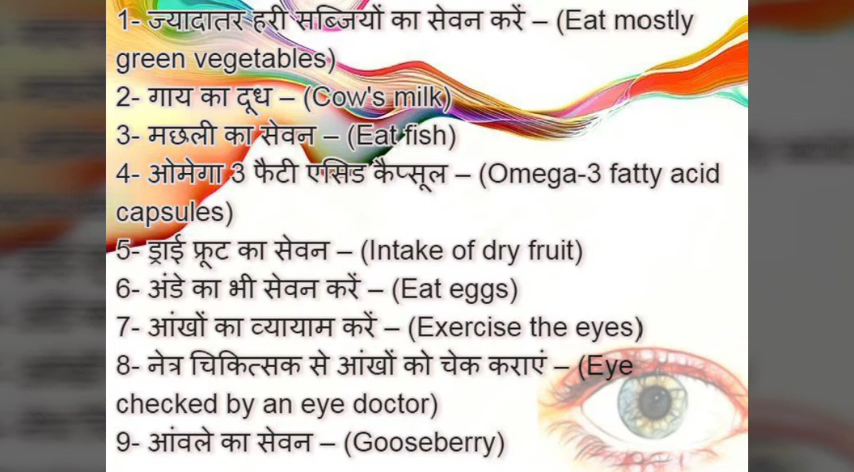 1- ज्यादातर हरी सब्जियों का सेवन करें – (Eat mostly
green vegetables)
2- गाय का दूध – (Cow's milk)
3- मछली का सेवन – (Eat fish)
4- ओमेगा 3 फैटी एसिड कैप्सूल – (Omega-3 fatty acid
capsules)
5- ड्राई फ्रूट का सेवन – (Intake of dry fruit)
6- अंडे का भी सेवन करें – (Eat eggs)
7- आंखों का व्यायाम करें – (Exercise the eyes)
8- नेत्र चिकित्सक से आंखों को चेक कराएं – (Eye
checked by an eye doctor)
9- आंवले का सेवन – (Gooseberry)